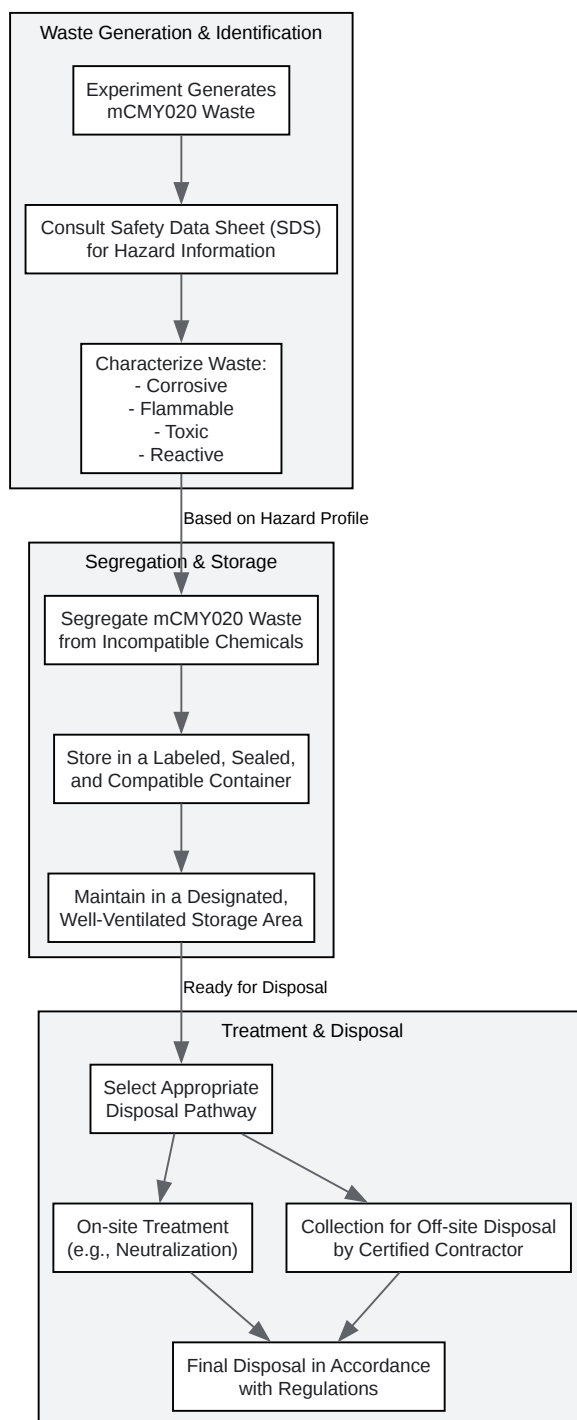 Waste Generation & Identification
Experiment Generates
mCMY020 Waste
Consult Safety Data Sheet (SDS)
for Hazard Information
Characterize Waste:
- Corrosive
- Flammable
- Toxic
- Reactive
Based on Hazard Profile
Segregation & Storage
Segregate mCMY020 Waste
from Incompatible Chemicals
Store in a Labeled, Sealed,
and Compatible Container
Maintain in a Designated,
Well-Ventilated Storage Area
Ready for Disposal
Treatment & Disposal
Select Appropriate
Disposal Pathway
On-site Treatment
(e.g., Neutralization)
Collection for Off-site Disposal
by Certified Contractor
Final Disposal in Accordance
with Regulations